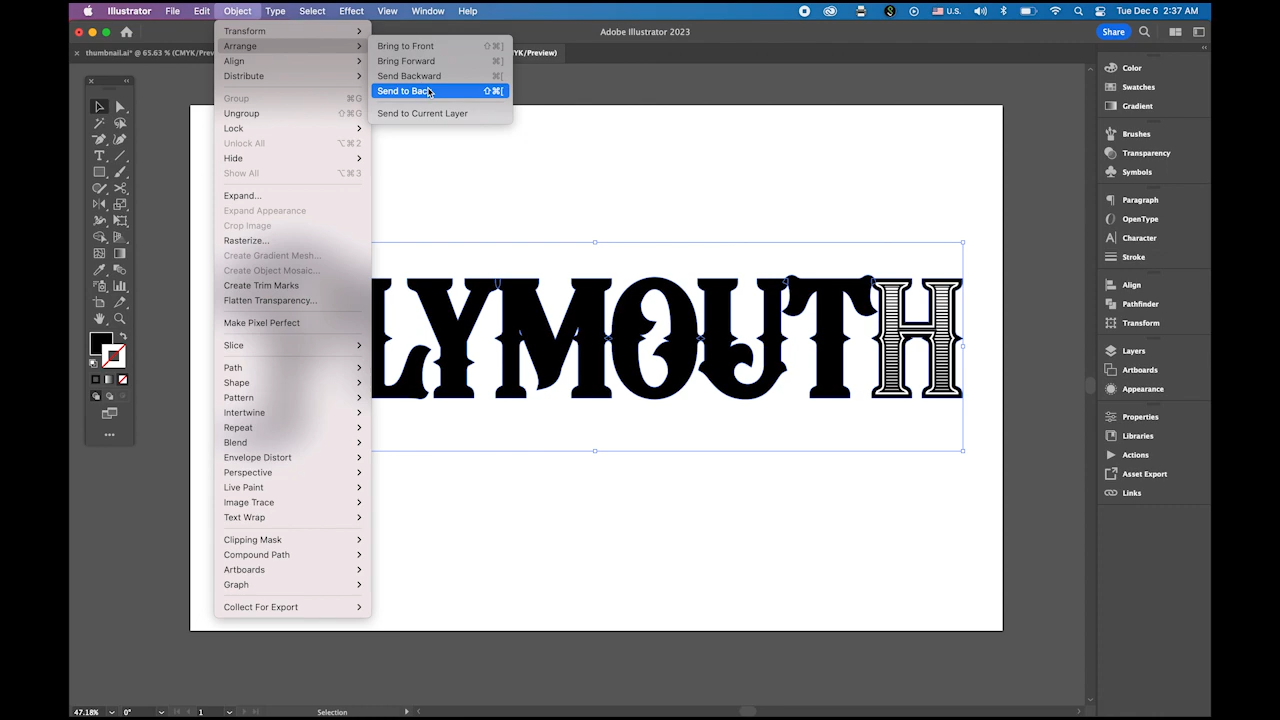 Illustrator File Edit Object Type Select Effect View Window Help U.S. Tue Dec 6 2:37 AM
Adobe Illustrator 2023 Share
thumbnail.ai* @ 65.63 % (CMYK/Prev YK/Preview)
Transform
Arrange
Align
Distribute
Group ⌘G
Ungroup ⇧⌘G
Lock
Unlock All ⌥⌘2
Hide
Show All ⌥⌘3
Expand...
Expand Appearance
Crop Image
Rasterize...
Create Gradient Mesh...
Create Object Mosaic...
Create Trim Marks
Flatten Transparency...
Make Pixel Perfect
Slice
Path
Shape
Pattern
Intertwine
Repeat
Blend
Envelope Distort
Perspective
Live Paint
Image Trace
Text Wrap
Clipping Mask
Compound Path
Artboards
Graph
Collect For Export
Bring to Front ⇧⌘]
Bring Forward ⌘]
Send Backward ⌘[
Send to Back ⇧⌘[
Send to Current Layer
LYMOUTH
Color
Swatches
Gradient
Brushes
Transparency
Symbols
Paragraph
OpenType
Character
Stroke
Align
Pathfinder
Transform
Layers
Artboards
Appearance
Properties
Libraries
Actions
Asset Export
Links
47.18% 0° 1 Selection